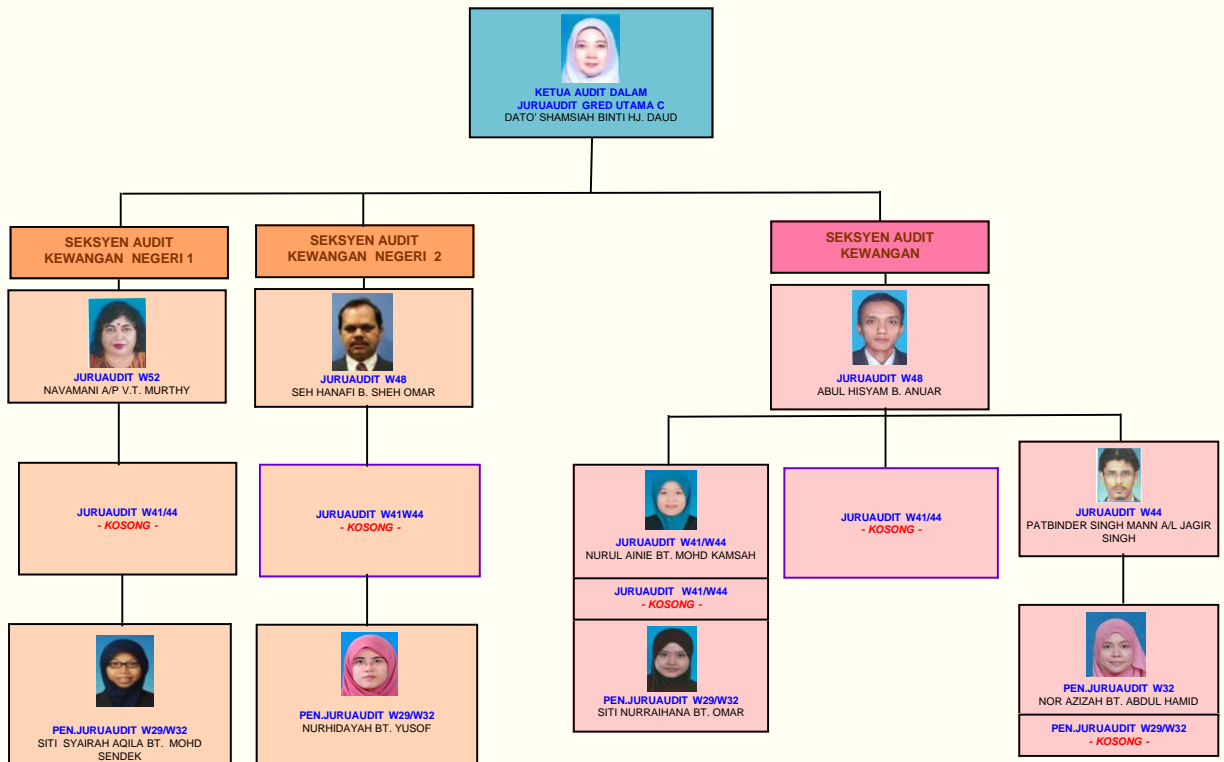 KETUA AUDIT DALAM
JURUAUDIT GRED UTAMA C
DATO' SHAMSIAH BINTI HJ. DAUD
SEKSYEN AUDIT
KEWANGAN NEGERI 1
SEKSYEN AUDIT
KEWANGAN NEGERI 2
SEKSYEN AUDIT
KEWANGAN
JURUAUDIT W52
NAVAMANI A/P V.T. MURTHY
JURUAUDIT W48
SEH HANAFI B. SHEH OMAR
JURUAUDIT W48
ABUL HISYAM B. ANUAR
JURUAUDIT W41/44
- KOSONG -
JURUAUDIT W41W44
- KOSONG -
JURUAUDIT W41/W44
NURUL AINIE BT. MOHD KAMSAH
JURUAUDIT W41/W44
- KOSONG -
JURUAUDIT W41/44
- KOSONG -
JURUAUDIT W44
PATBINDER SINGH MANN A/L JAGIR
SINGH
PEN.JURUAUDIT W29/W32
SITI SYAIRAH AQILA BT. MOHD
SENDEK
PEN.JURUAUDIT W29/W32
NURHIDAYAH BT. YUSOF
PEN.JURUAUDIT W29/W32
SITI NURRAIHANA BT. OMAR
PEN.JURUAUDIT W32
NOR AZIZAH BT. ABDUL HAMID
PEN.JURUAUDIT W29/W32
- KOSONG -